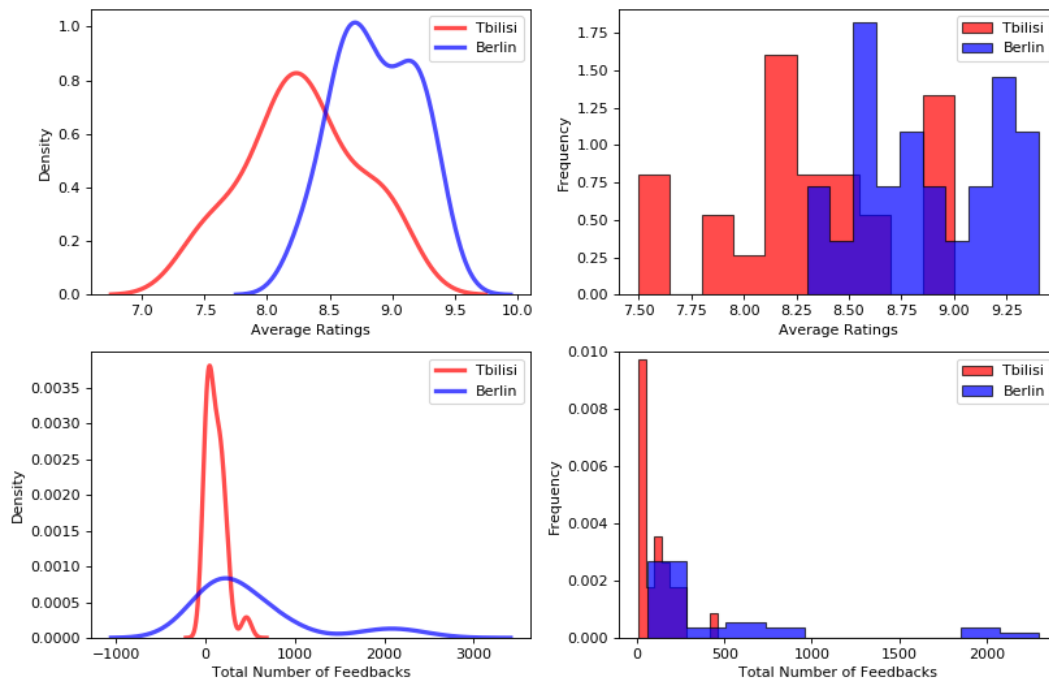 1.0
0.8
0.6
0.4
0.2
0.0
Density
7.0 7.5 8.0 8.5 9.0 9.5 10.0
Average Ratings
Tbilisi
Berlin
1.75
1.50
1.25
1.00
0.75
0.50
0.25
0.00
Frequency
7.50 7.75 8.00 8.25 8.50 8.75 9.00 9.25
Average Ratings
Tbilisi
Berlin
0.0035
0.0030
0.0025
0.0020
0.0015
0.0010
0.0005
0.0000
Density
−1000 0 1000 2000 3000
Total Number of Feedbacks
Tbilisi
Berlin
0.010
0.008
0.006
0.004
0.002
0.000
Frequency
0 500 1000 1500 2000
Total Number of Feedbacks
Tbilisi
Berlin